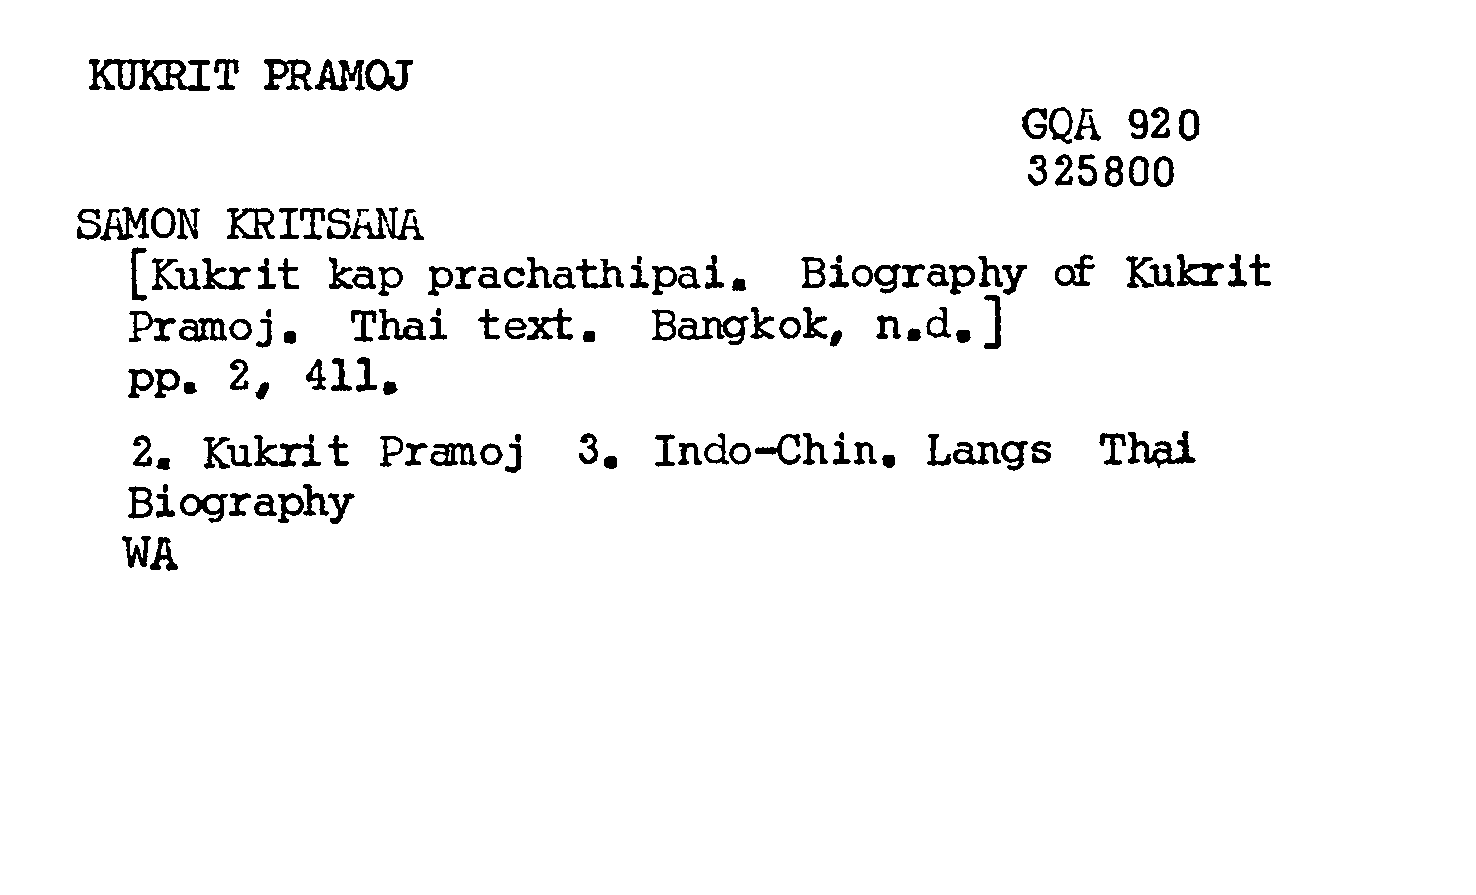 KUKRIT PRAMOJ
GQA 920
325800
SAMON KRITSANA
[Kukrit kap prachathipai. Biography of Kukrit
Pramoj. Thai text. Bangkok, n.d.]
pp. 2, 411.
2. Kukrit Pramoj 3. Indo-Chin. Langs Thai
Biography
WA